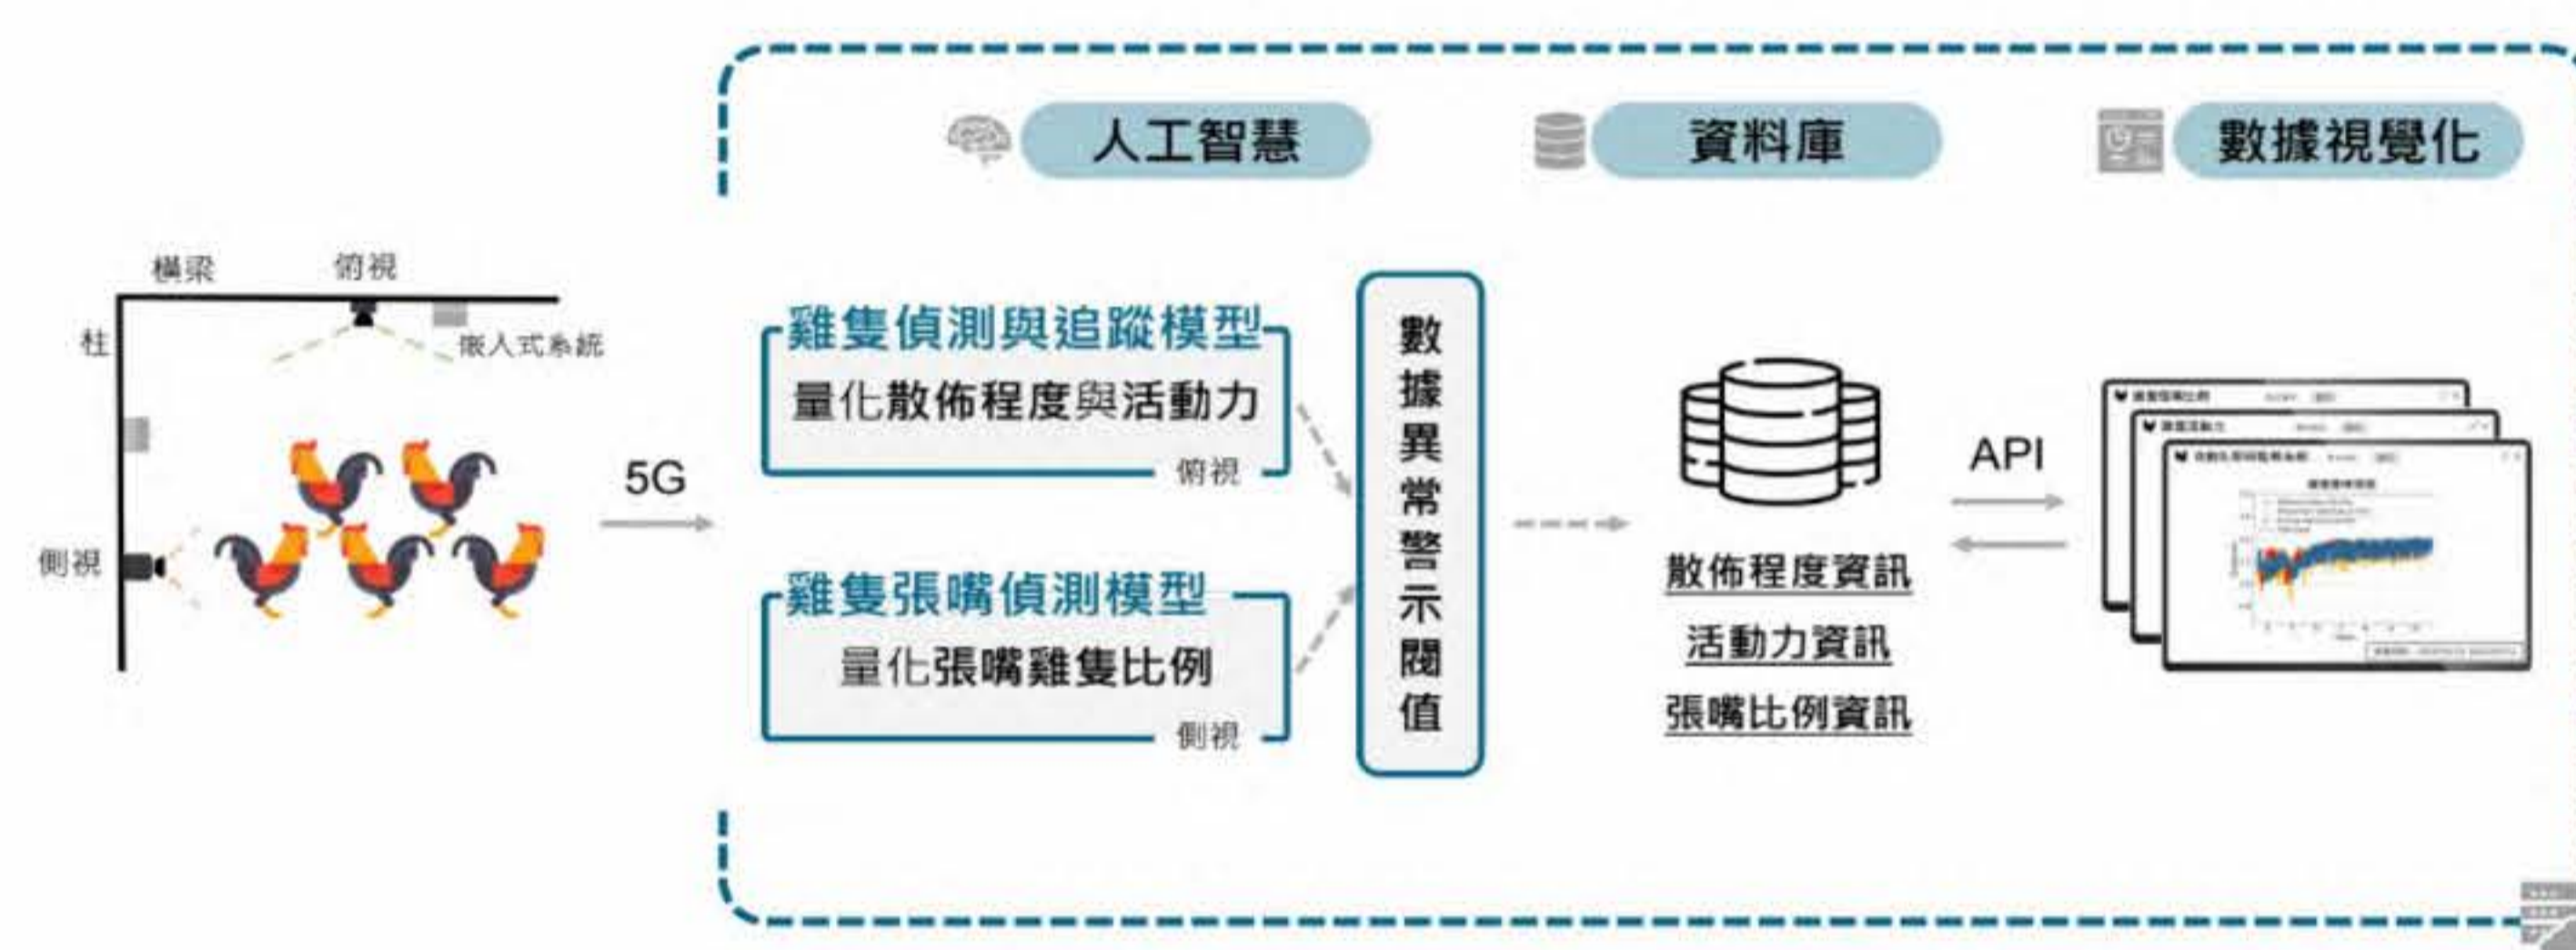 人工智慧
資料庫
數據視覺化
橫梁
俯視
柱
嵌入式系統
側視
5G
雞隻偵測與追蹤模型
量化散佈程度與活動力
俯視
雞隻張嘴偵測模型
量化張嘴雞隻比例
側視
數據異常警示閥值
散佈程度資訊
活動力資訊
張嘴比例資訊
API